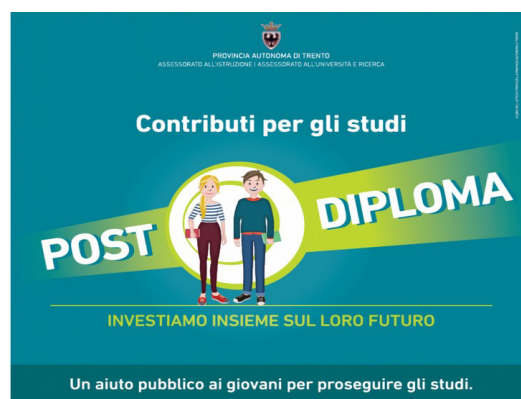 PROVINCIA AUTONOMA DI TRENTO
ASSESSORATO ALL'ISTRUZIONE | ASSESSORATO ALL'UNIVERSITÀ E RICERCA
Contributi per gli studi
POST DIPLOMA
INVESTIAMO INSIEME SUL LORO FUTURO
Un aiuto pubblico ai giovani per proseguire gli studi.